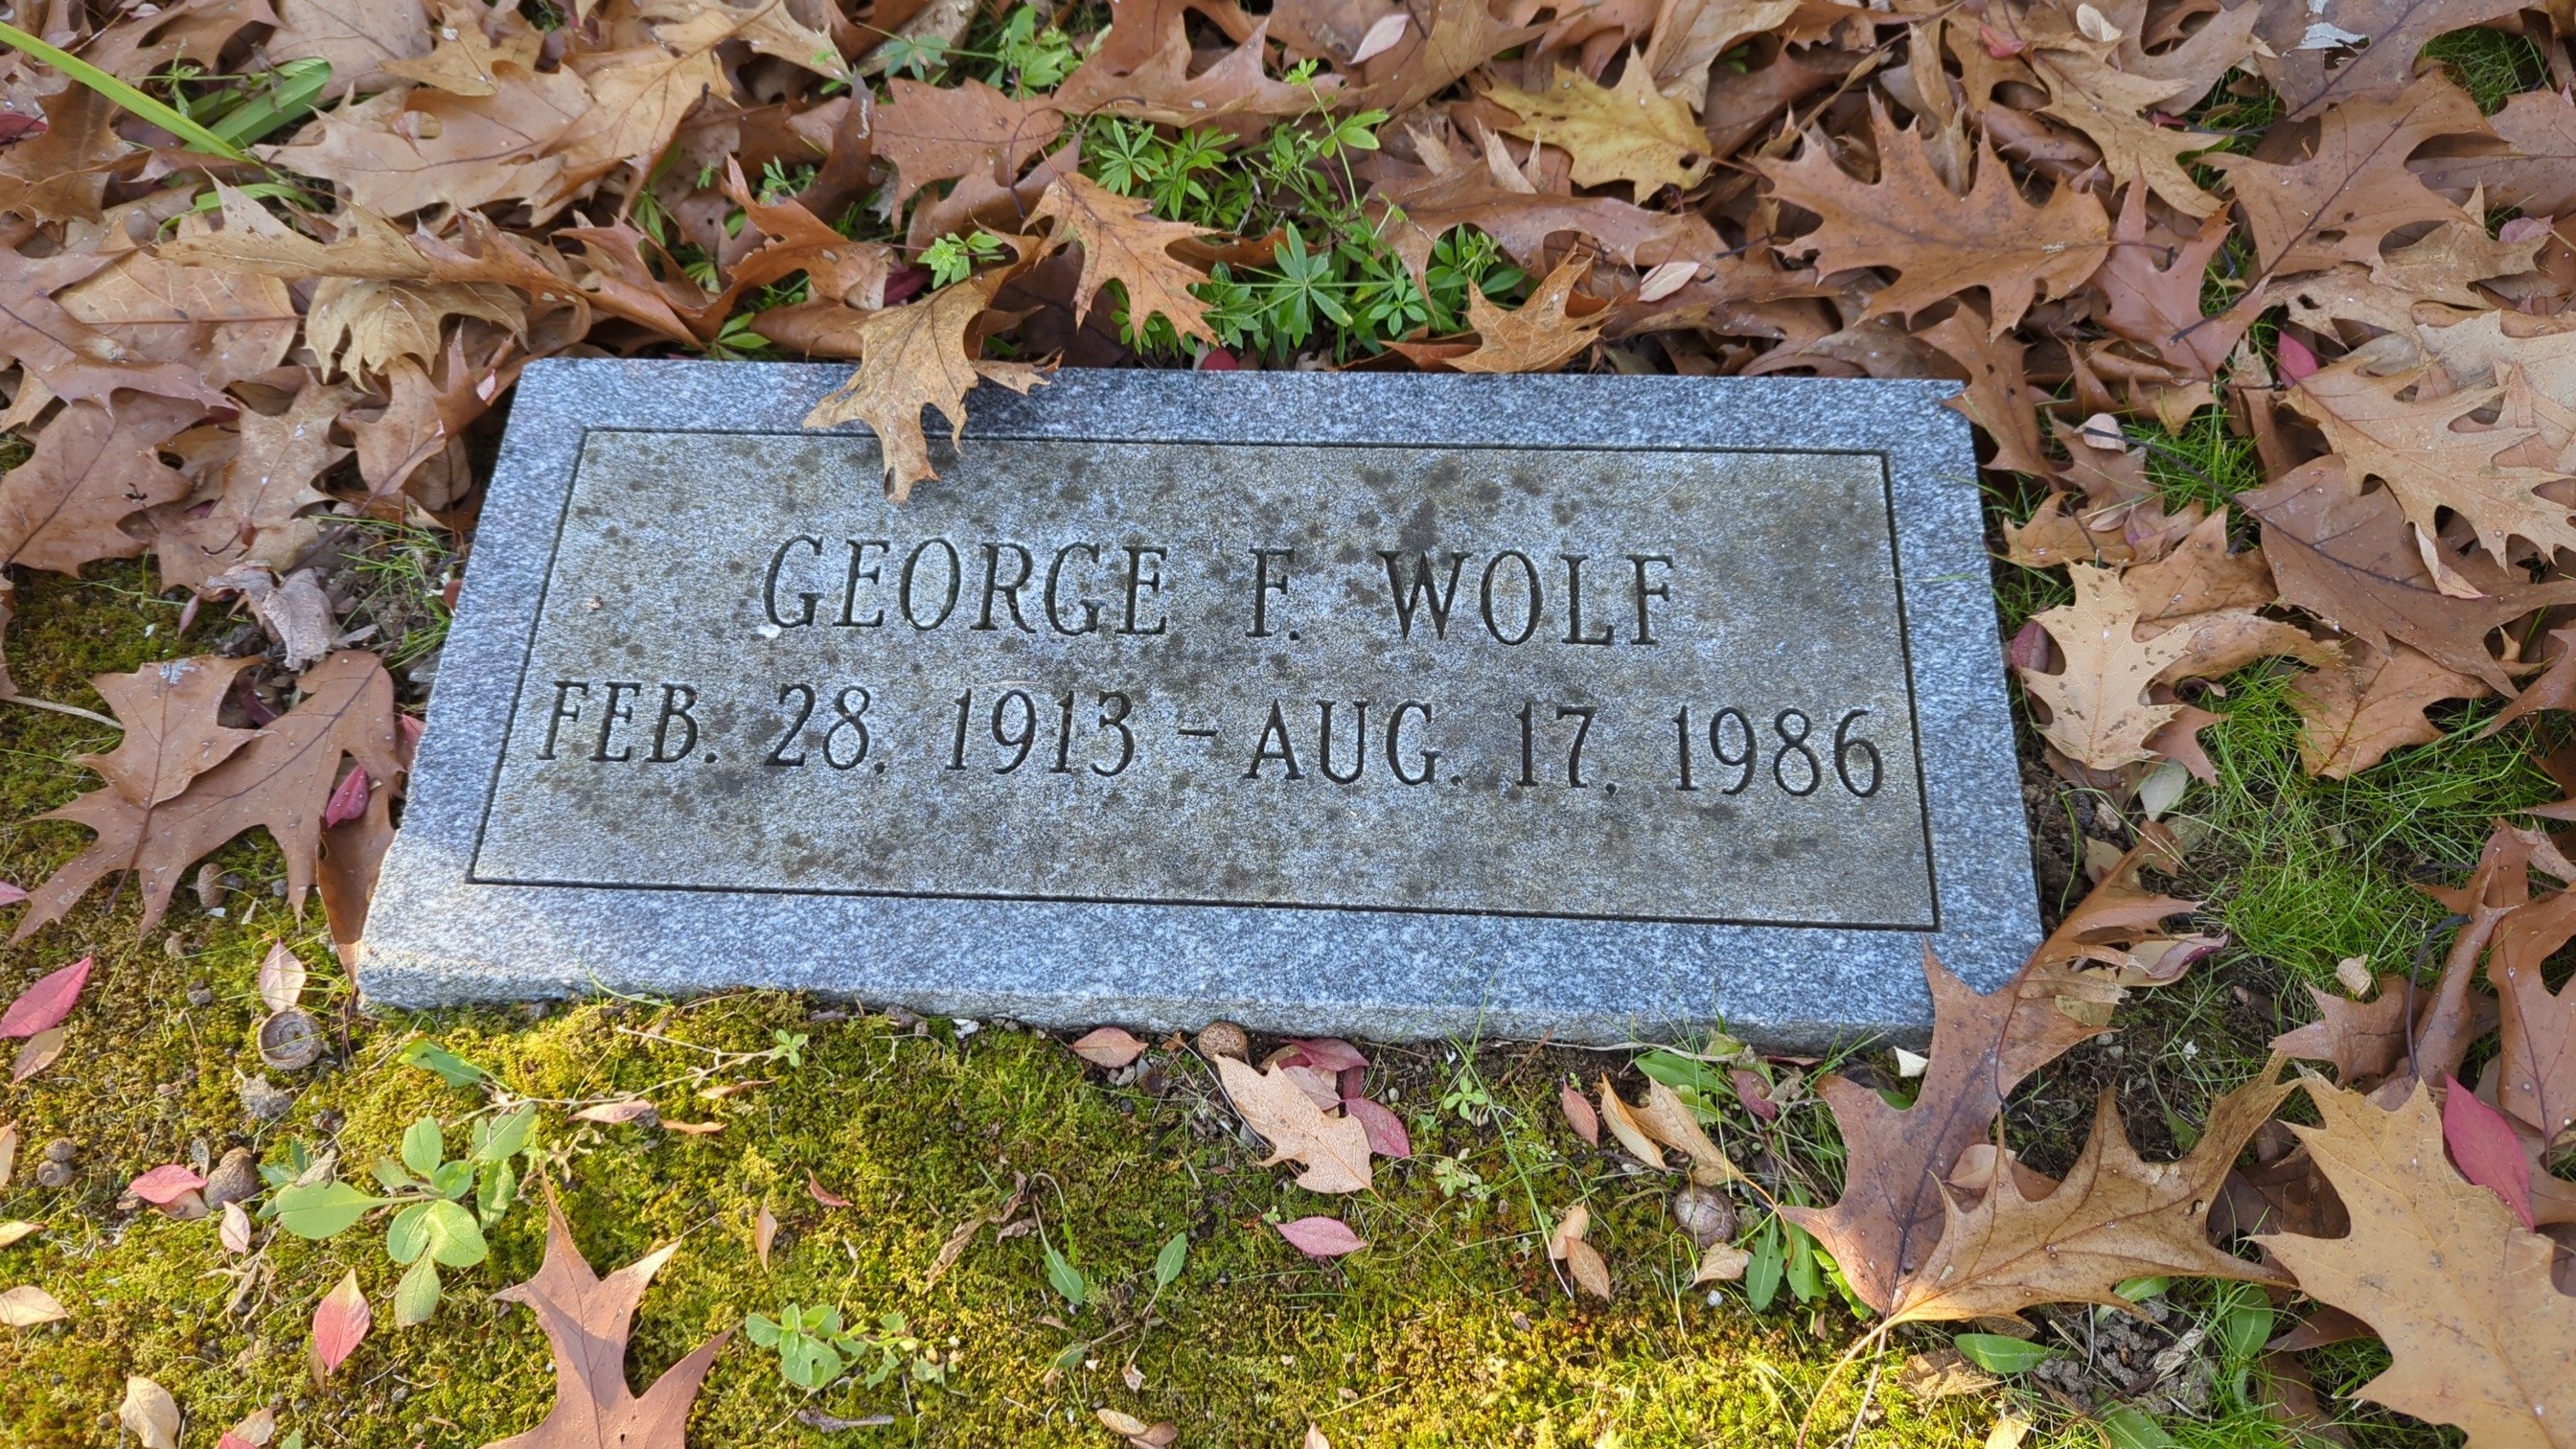 GEORGE F. WOLF
FEB. 28, 1913 - AUG. 17, 1986